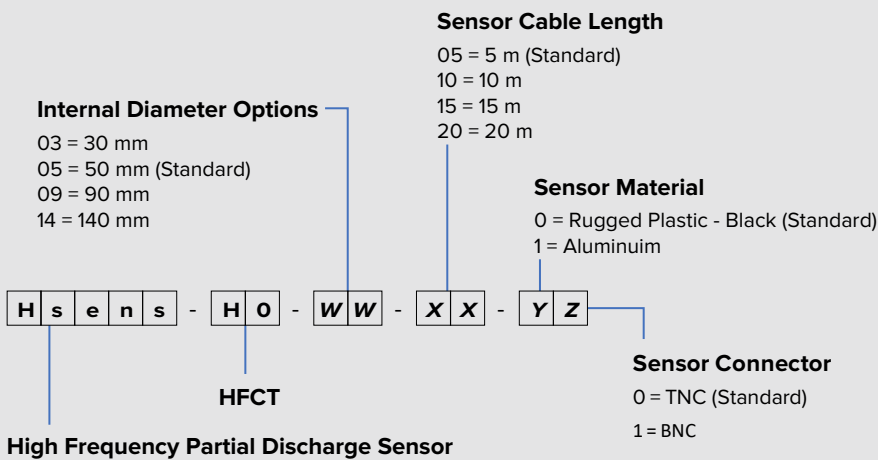 Sensor Cable Length
05 = 5 m (Standard)
10 = 10 m
15 = 15 m
20 = 20 m
Internal Diameter Options
03 = 30 mm
05 = 50 mm (Standard)
09 = 90 mm
14 = 140 mm
Sensor Material
0 = Rugged Plastic - Black (Standard)
1 = Aluminuim
H s e n s - H 0 - W W - X X - Y Z
Sensor Connector
0 = TNC (Standard)
1 = BNC
HFCT
High Frequency Partial Discharge Sensor